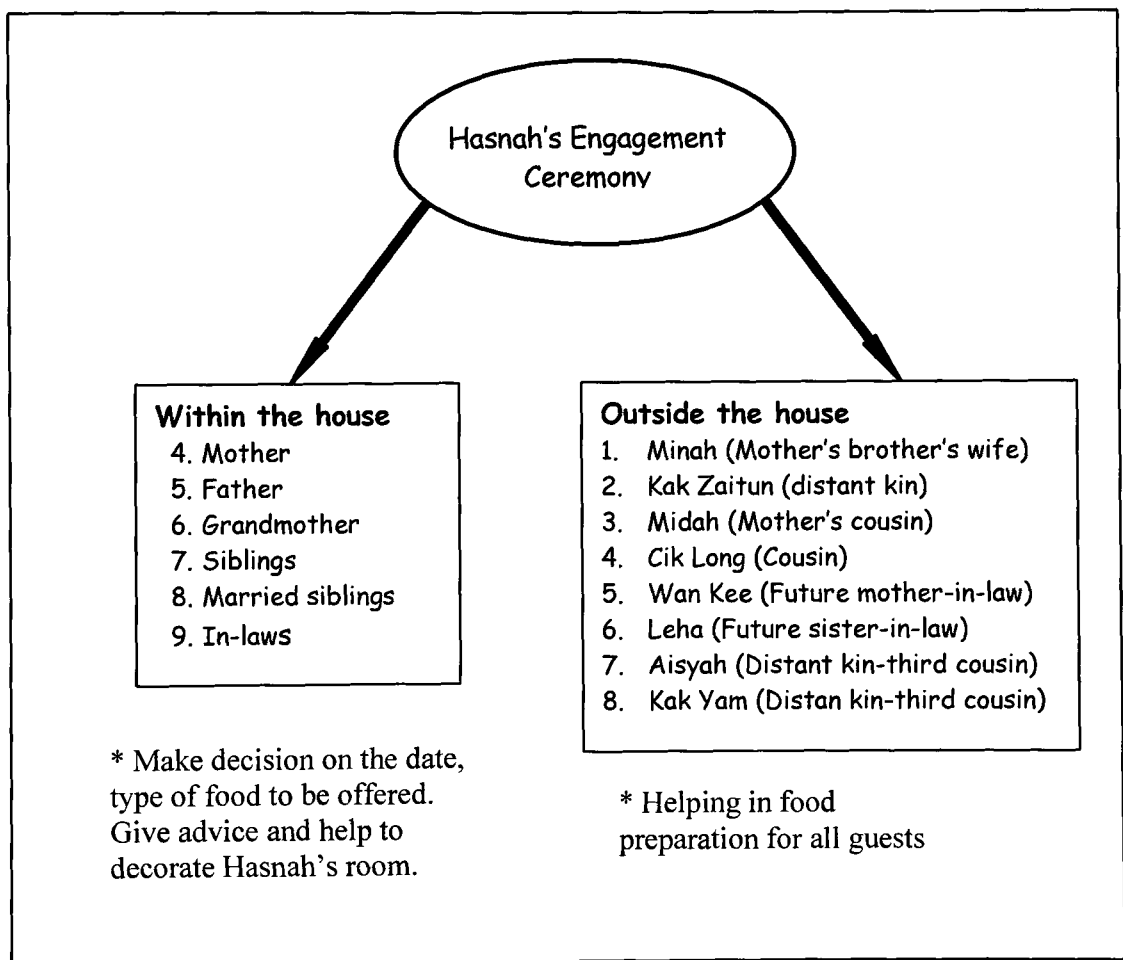 Hasnah's Engagement
Ceremony
Within the house
4. Mother
5. Father
6. Grandmother
7. Siblings
8. Married siblings
9. In-laws
* Make decision on the date,
type of food to be offered.
Give advice and help to
decorate Hasnah's room.
Outside the house
1. Minah (Mother's brother's wife)
2. Kak Zaitun (distant kin)
3. Midah (Mother's cousin)
4. Cik Long (Cousin)
5. Wan Kee (Future mother-in-law)
6. Leha (Future sister-in-law)
7. Aisyah (Distant kin-third cousin)
8. Kak Yam (Distan kin-third cousin)
* Helping in food
preparation for all guests